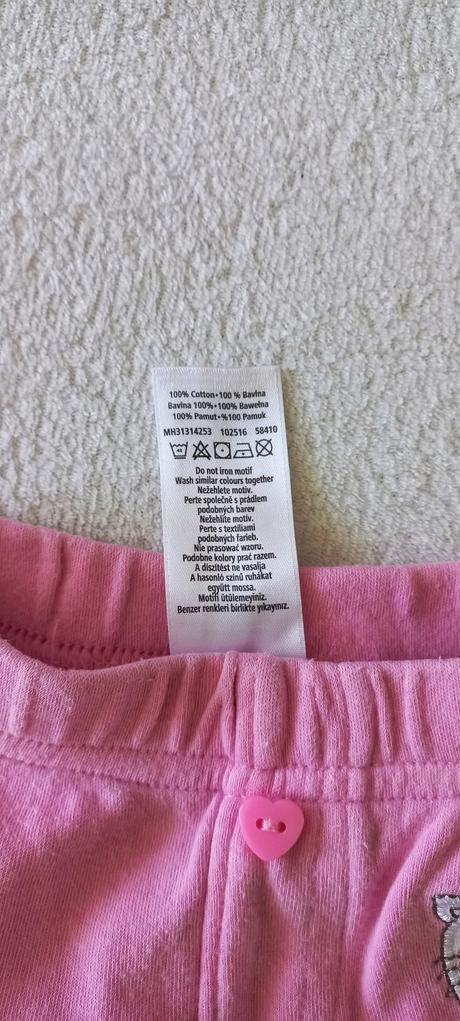 100% Cotton•100 % Bavlna
Bavlna 100%•100% Bawełna
100% Pamut•%100 Pamuk
MH31314253 102516 58410
40
Do not iron motif
Wash similar colours together
Nežehlete motiv.
Perte společně s prádlem
podobných barev
Nežehlite motív.
Perte s textíliami
podobných farieb.
Nie prasować wzoru.
Podobne kolory prać razem.
A díszítést ne vasalja
A hasonló színű ruhákat
együtt mossa.
Motifi ütülemeyiniz.
Benzer renkleri birlikte yıkayınız.